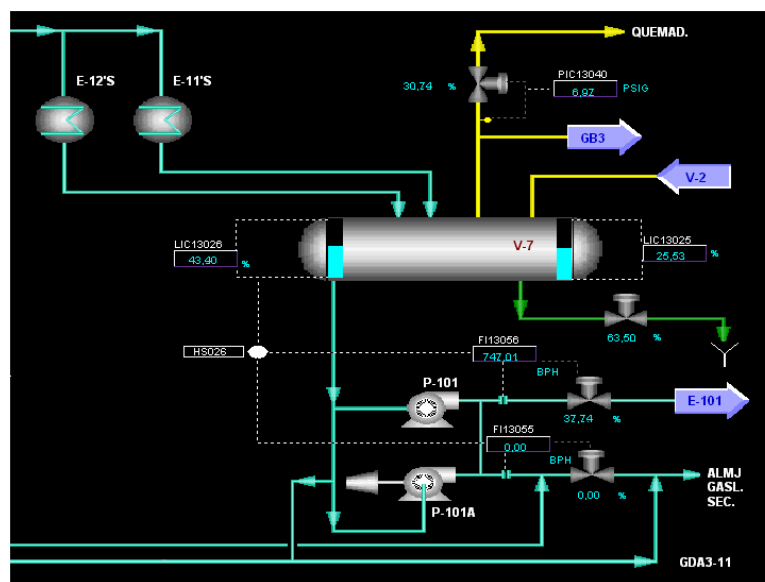 QUEMAD.
E-12'S
E-11'S
PIC13040
30,74 %
6,97 PSIG
GB3
V-2
LIC13026
V-7
LIC13025
43,40 %
25,53 %
63,50 %
HS026
FI13056
747,01
P-101
BPH
E-101
37,74 %
FI13055
0,00
BPH
ALMJ
GASL.
SEC.
0,00 %
P-101A
GDA3-11